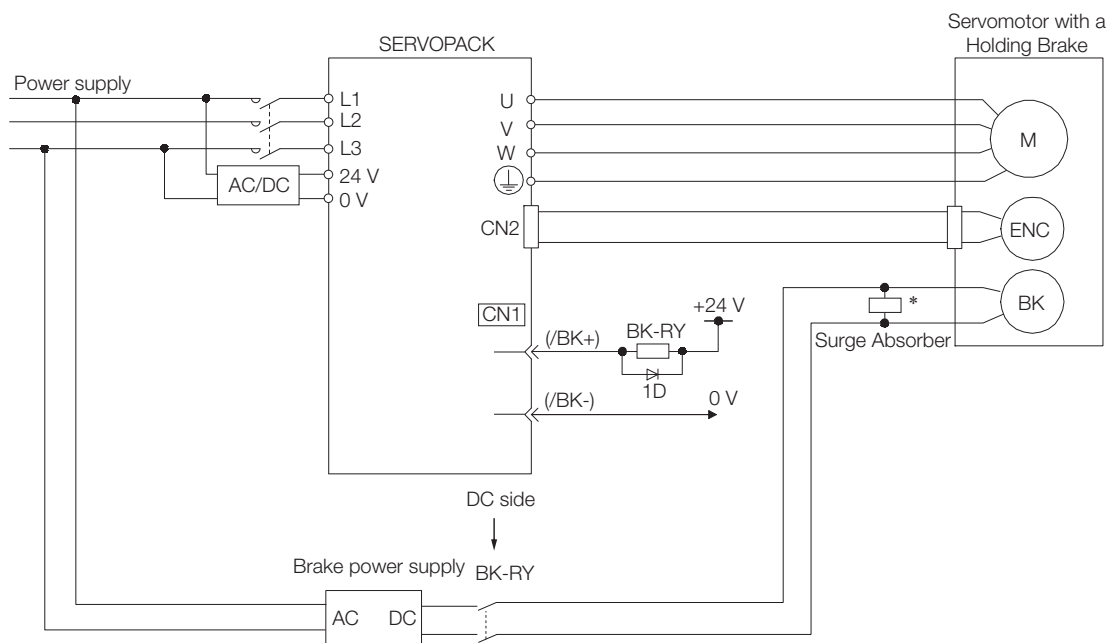 Servomotor with a
Holding Brake
SERVOPACK
Power supply
L1
L2
L3
AC/DC
24 V
0 V
U
V
W
M
CN2
ENC
CN1
BK
+24 V
*
Surge Absorber
(/BK+)
BK-RY
1D
(/BK-)
0 V
DC side
Brake power supply
BK-RY
AC
DC